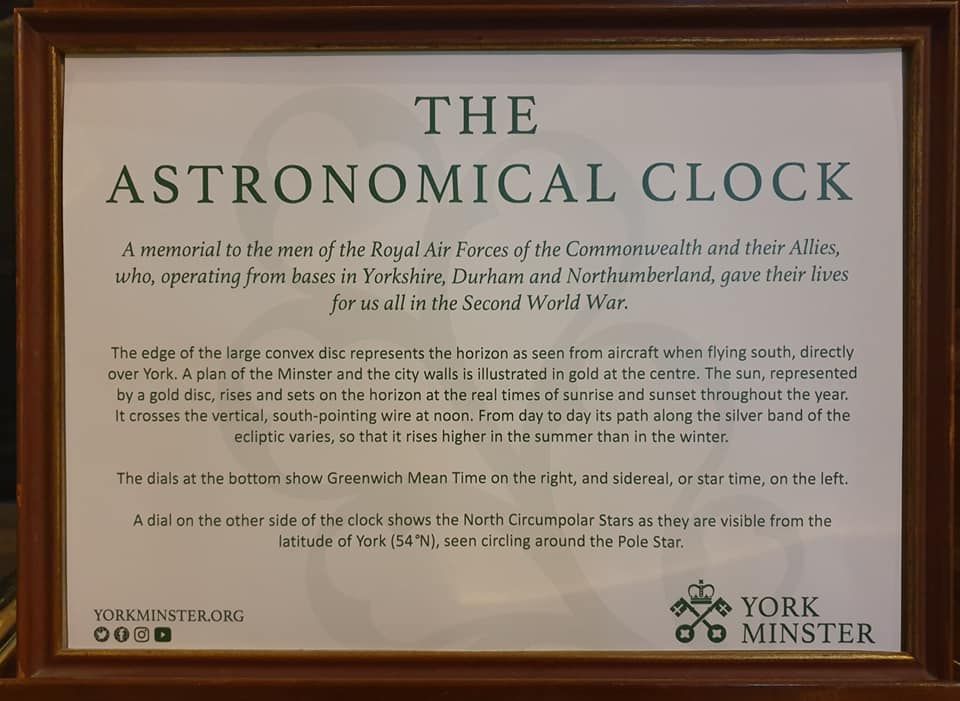 THE
ASTRONOMICAL CLOCK
A memorial to the men of the Royal Air Forces of the Commonwealth and their Allies,
who, operating from bases in Yorkshire, Durham and Northumberland, gave their lives
for us all in the Second World War.
The edge of the large convex disc represents the horizon as seen from aircraft when flying south, directly
over York. A plan of the Minster and the city walls is illustrated in gold at the centre. The sun, represented
by a gold disc, rises and sets on the horizon at the real times of sunrise and sunset throughout the year.
It crosses the vertical, south-pointing wire at noon. From day to day its path along the silver band of the
ecliptic varies, so that it rises higher in the summer than in the winter.
The dials at the bottom show Greenwich Mean Time on the right, and sidereal, or star time, on the left.
A dial on the other side of the clock shows the North Circumpolar Stars as they are visible from the
latitude of York (54°N), seen circling around the Pole Star.
YORKMINSTER.ORG
YORK
MINSTER